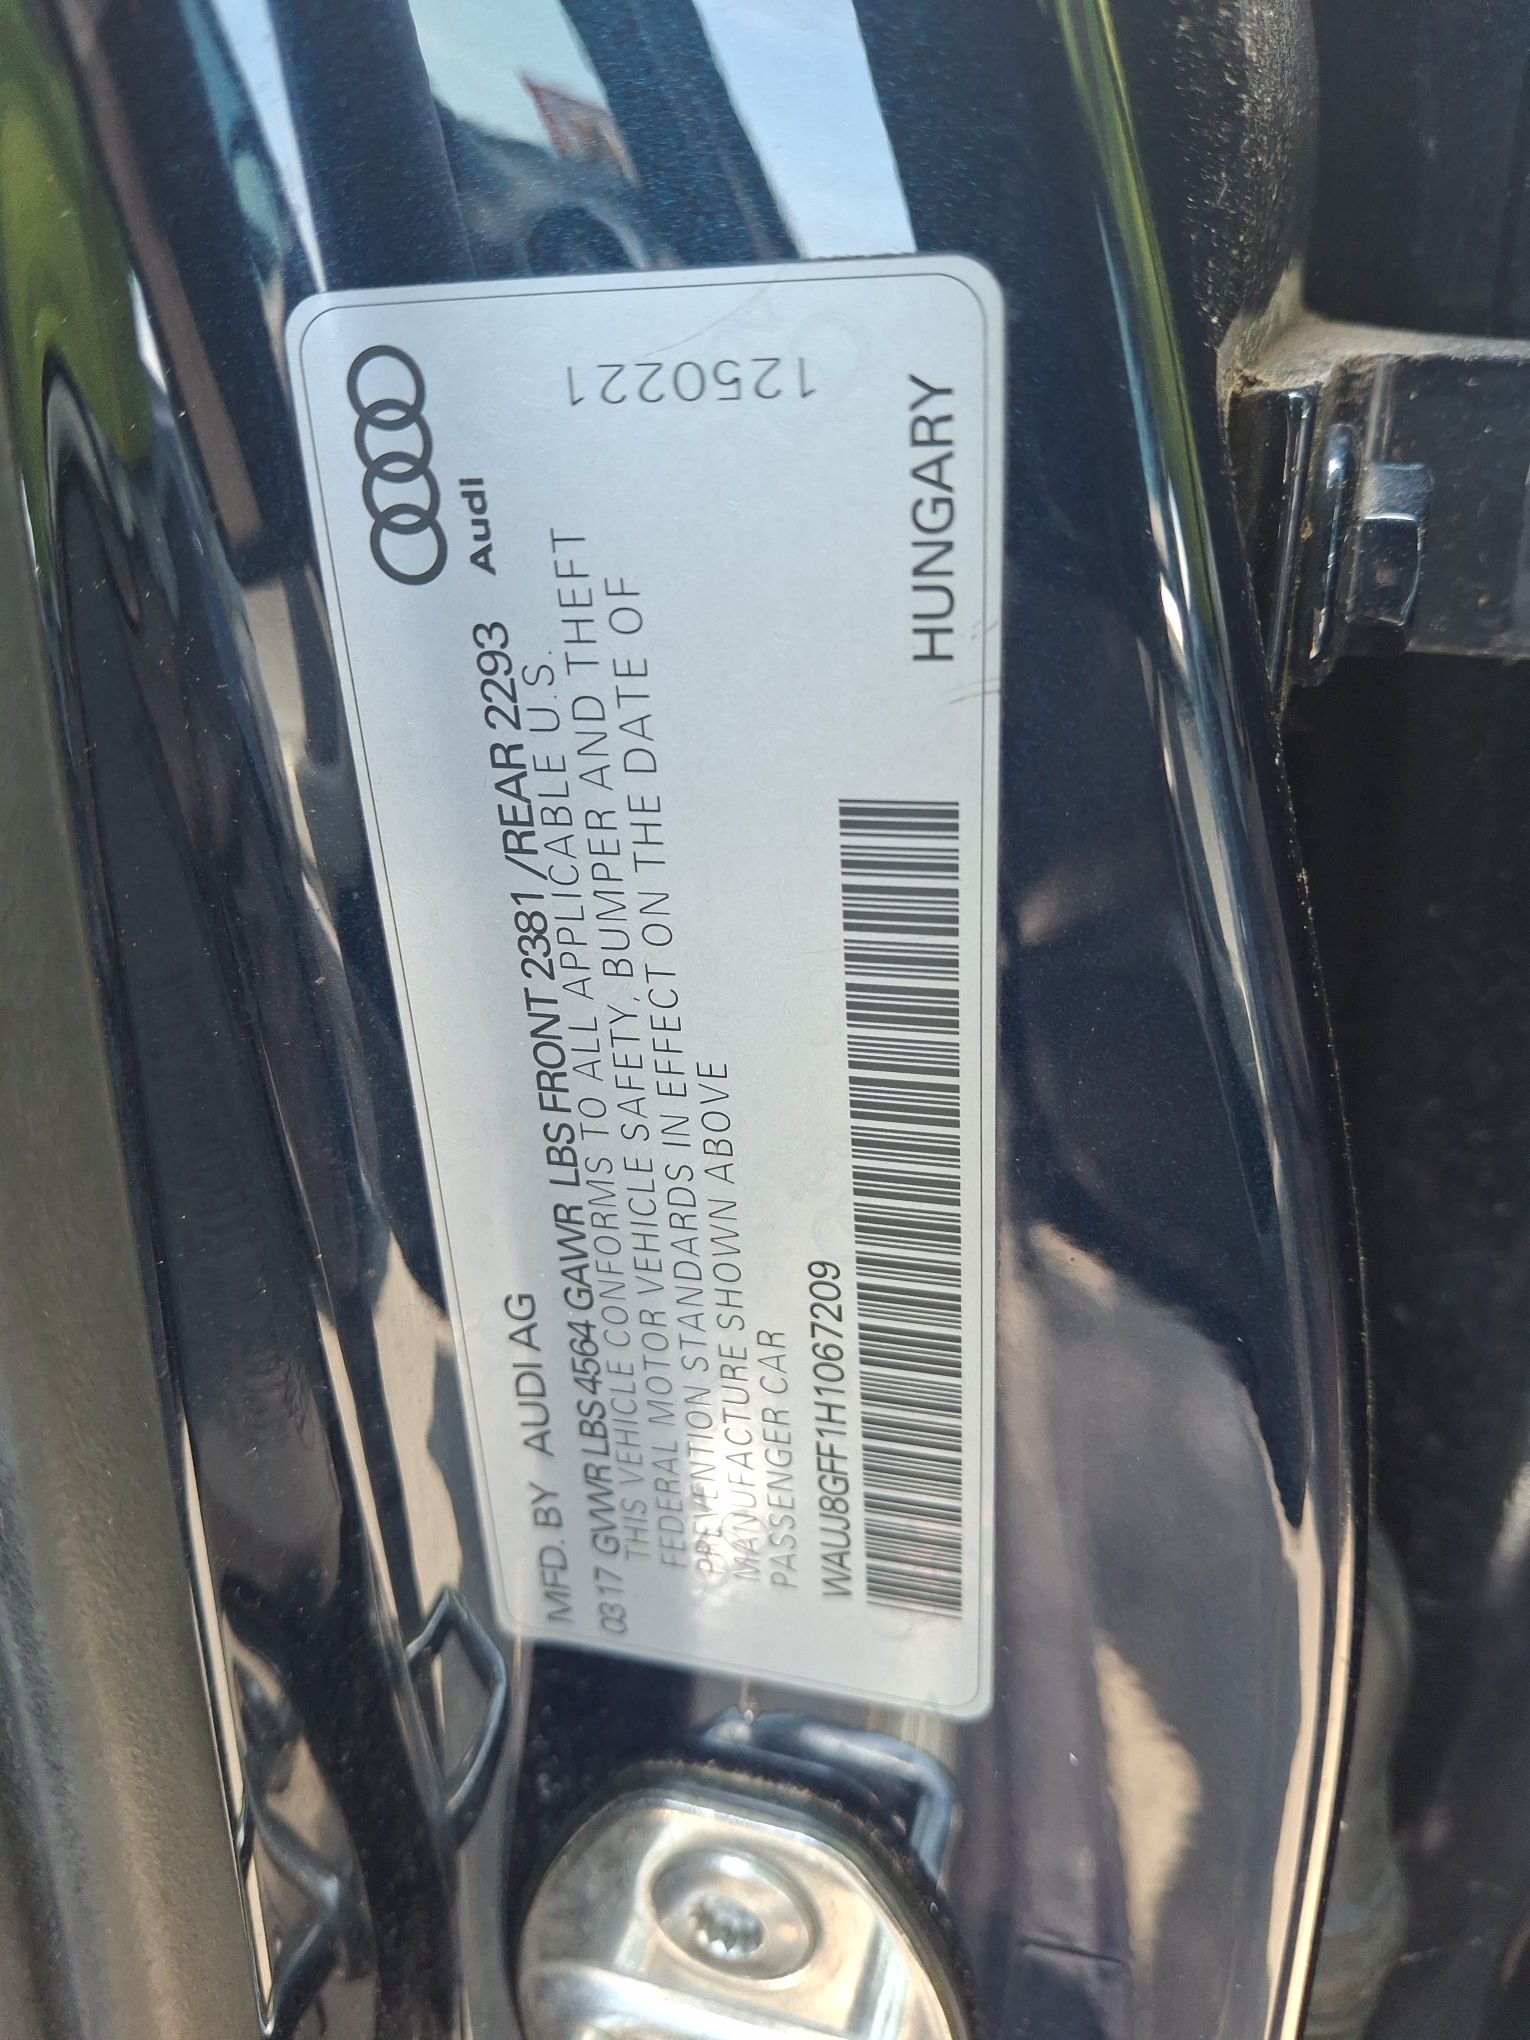 MFD. BY AUDI AG
Audi
0317 GVWR LBS 4564 GAWR LBS FRONT 2381 /REAR 2293
THIS VEHICLE CONFORMS TO ALL APPLICABLE U.S.
FEDERAL MOTOR VEHICLE SAFETY, BUMPER AND THEFT
PREVENTION STANDARDS IN EFFECT ON THE DATE OF
MANUFACTURE SHOWN ABOVE
PASSENGER CAR
1250221
WAUJ8GFF1H1067209
HUNGARY